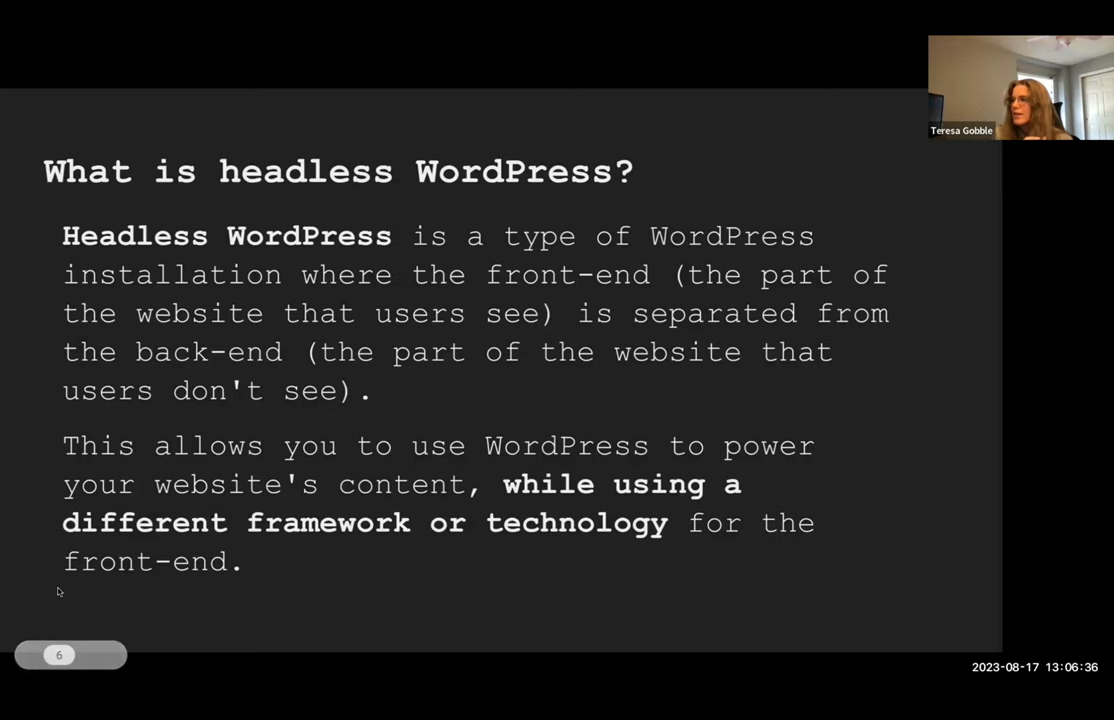 Teresa Gobble
What is headless WordPress?
Headless WordPress is a type of WordPress
installation where the front-end (the part of
the website that users see) is separated from
the back-end (the part of the website that
users don't see).
This allows you to use WordPress to power
your website's content, while using a
different framework or technology for the
front-end.
6
2023-08-17 13:06:36